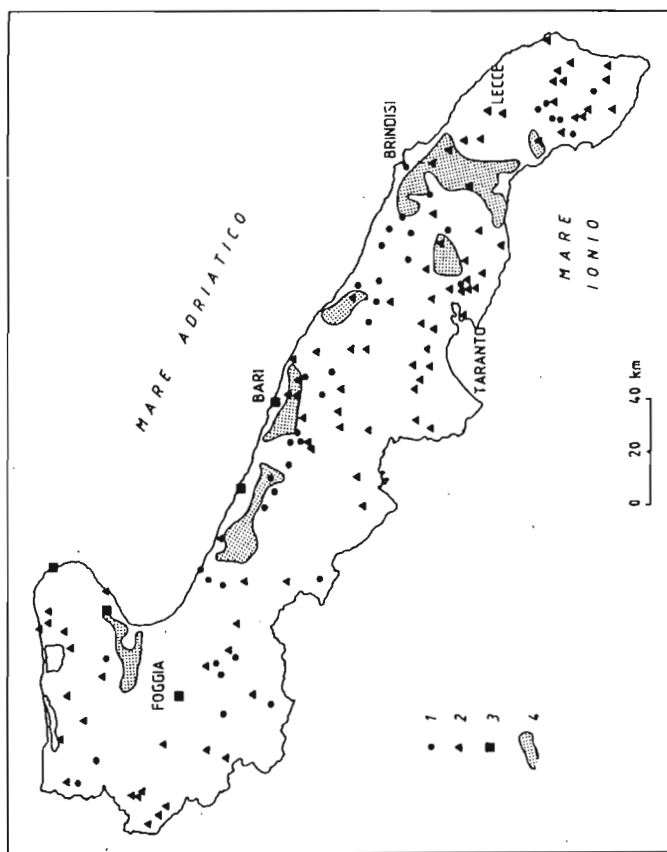 MARE ADRIATICO
BRINDISI
LECCE
BARI
MARE
IONIO
TARANTO
FOGGIA
0 20 40 km
1
2
3
4